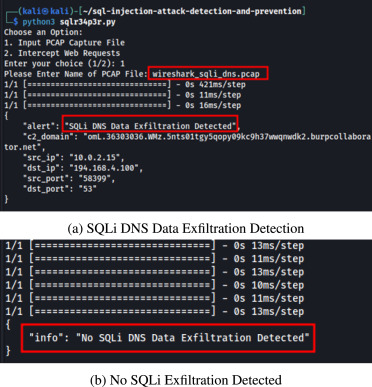 (kali㉿kali)-[~/sql-injection-attack-detection-and-prevention]
$ python3 sqlr34p3r.py
Choose an Option:
1. Input PCAP Capture File
2. Intercept Web Requests
Enter your choice (1/2): 1
Please Enter Name of PCAP File: wireshark_sqli_dns.pcap
1/1 [==============================] - 0s 421ms/step
1/1 [==============================] - 0s 11ms/step
1/1 [==============================] - 0s 16ms/step
{
"alert": "SQLi DNS Data Exfiltration Detected",
"c2_domain": "omL.36303036.WMz.5nts01tgy5qopy09kc9h37wwqnwdk2.burpcollabora
tor.net",
"src_ip": "10.0.2.15",
"dst_ip": "194.168.4.100",
"src_port": "58399",
"dst_port": "53"
}
(a) SQLi DNS Data Exfiltration Detection
1/1 [==============================] - 0s 13ms/step
1/1 [==============================] - 0s 11ms/step
1/1 [==============================] - 0s 13ms/step
1/1 [==============================] - 0s 10ms/step
1/1 [==============================] - 0s 11ms/step
1/1 [==============================] - 0s 13ms/step
{
"info": "No SQLi DNS Data Exfiltration Detected"
}
(b) No SQLi Exfiltration Detected